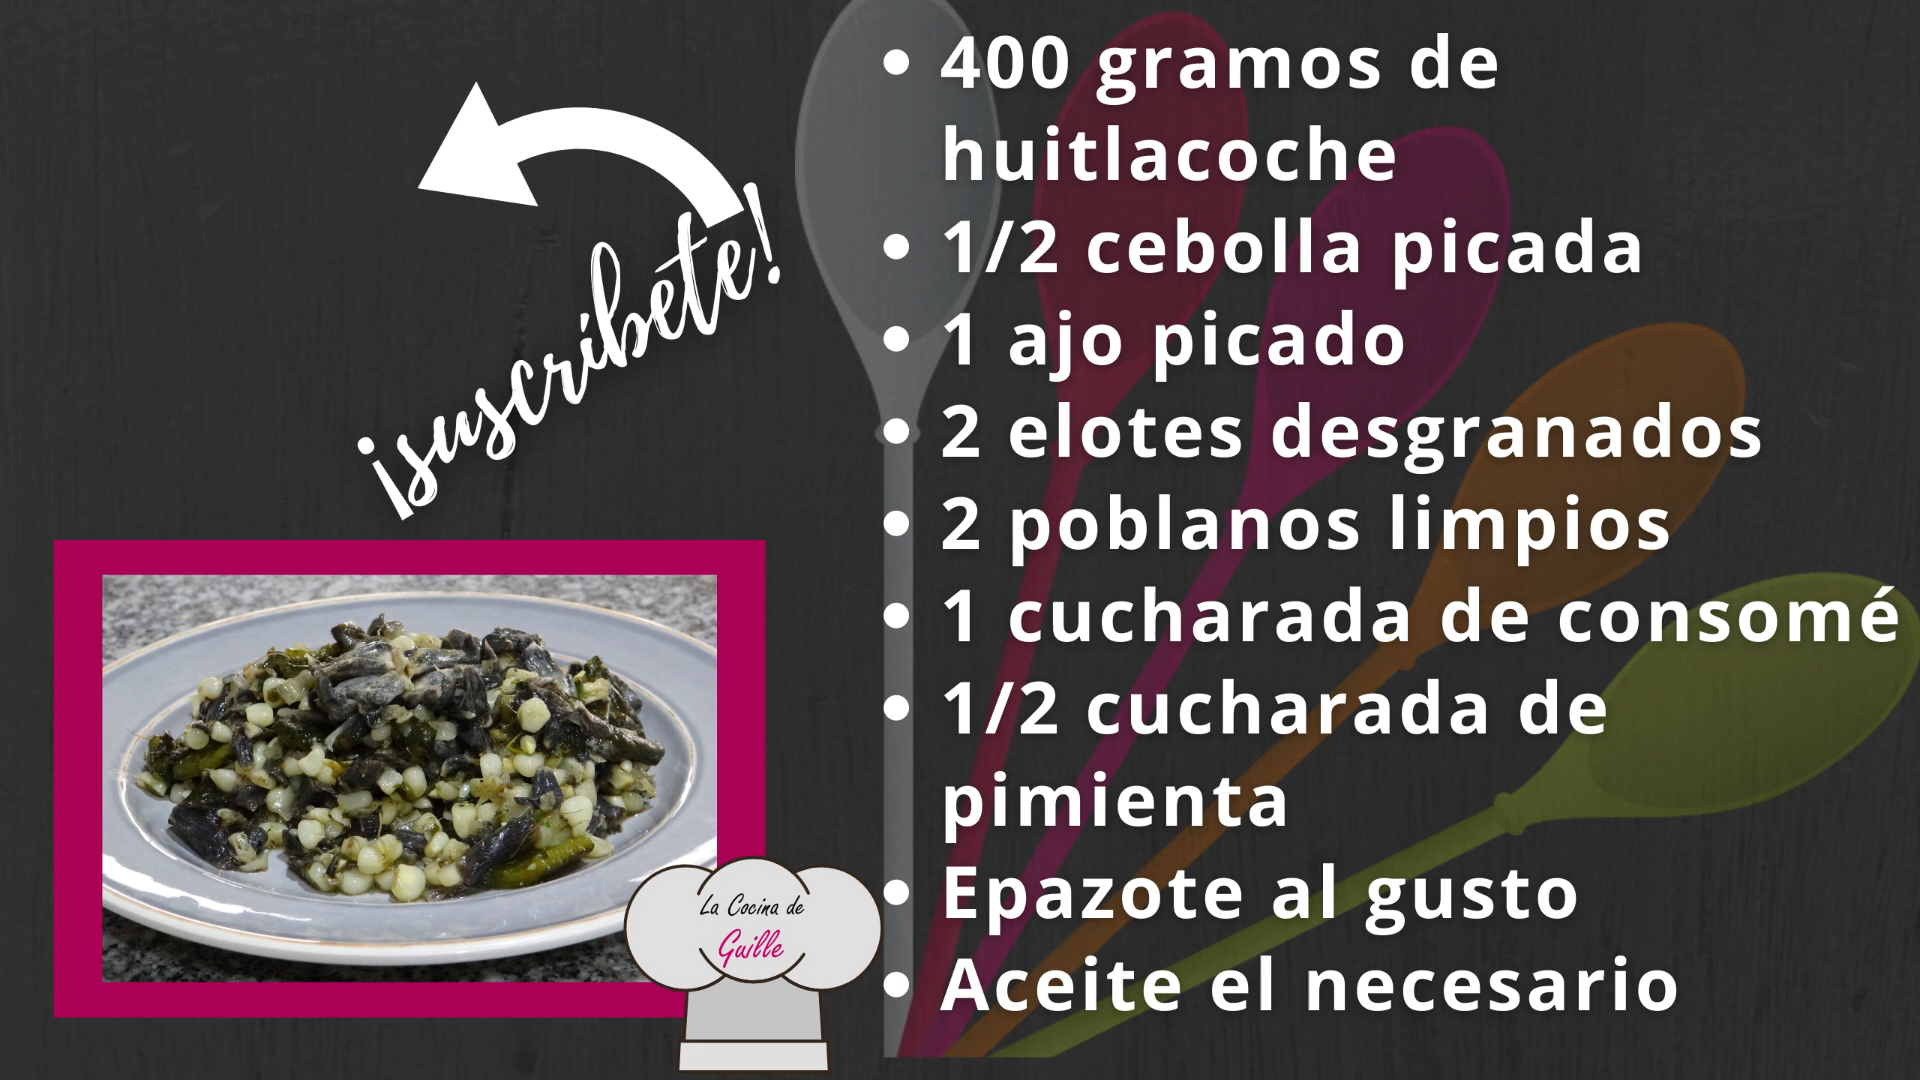 ¡suscríbete!
La Cocina de
Guille
• 400 gramos de
huitlacoche
• 1/2 cebolla picada
• 1 ajo picado
• 2 elotes desgranados
• 2 poblanos limpios
• 1 cucharada de consomé
• 1/2 cucharada de
pimienta
• Epazote al gusto
• Aceite el necesario